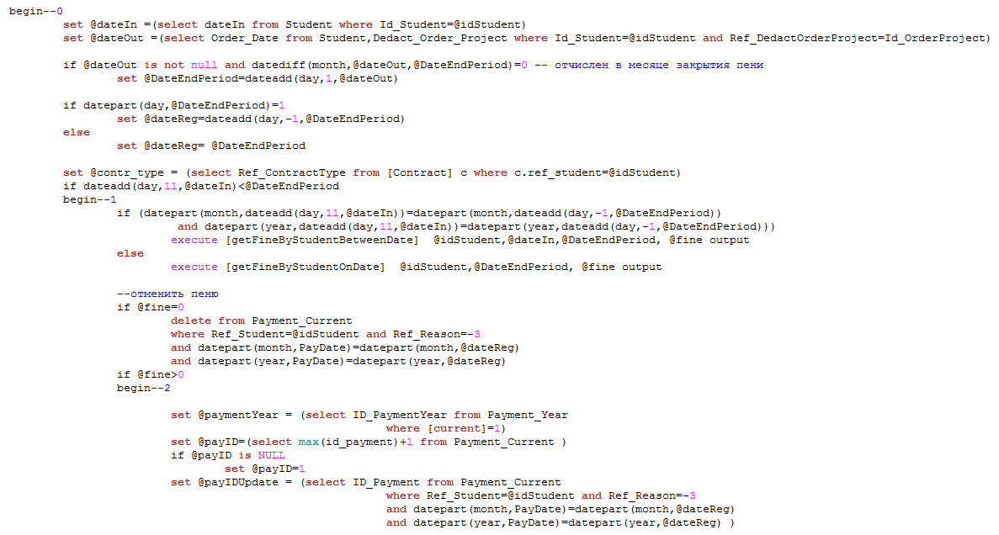 begin--0
set @dateIn =(select dateIn from Student where Id_Student=@idStudent)
set @dateOut =(select Order_Date from Student,Dedact_Order_Project where Id_Student=@idStudent and Ref_DedactOrderProject=Id_OrderProject)
if @dateOut is not null and datediff(month,@dateOut,@DateEndPeriod)=0 -- отчислен в месяце закрытия пени
set @DateEndPeriod=dateadd(day,1,@dateOut)
if datepart(day,@DateEndPeriod)=1
set @dateReg=dateadd(day,-1,@DateEndPeriod)
else
set @dateReg= @DateEndPeriod
set @contr_type = (select Ref_ContractType from [Contract] c where c.ref_student=@idStudent)
if dateadd(day,11,@dateIn)<@DateEndPeriod
begin--1
if (datepart(month,dateadd(day,11,@dateIn))=datepart(month,dateadd(day,-1,@DateEndPeriod))
and datepart(year,dateadd(day,11,@dateIn))=datepart(year,dateadd(day,-1,@DateEndPeriod)))
execute [getFineByStudentBetweenDate]  @idStudent,@dateIn,@DateEndPeriod, @fine output
else
execute [getFineByStudentOnDate]  @idStudent,@DateEndPeriod, @fine output
--отменить пеню
if @fine=0
delete from Payment_Current
where Ref_Student=@idStudent and Ref_Reason=-3
and datepart(month,PayDate)=datepart(month,@dateReg)
and datepart(year,PayDate)=datepart(year,@dateReg)
if @fine>0
begin--2
set @paymentYear = (select ID_PaymentYear from Payment_Year
where [current]=1)
set @payID=(select max(id_payment)+1 from Payment_Current )
if @payID is NULL
set @payID=1
set @payIDUpdate = (select ID_Payment from Payment_Current
where Ref_Student=@idStudent and Ref_Reason=-3
and datepart(month,PayDate)=datepart(month,@dateReg)
and datepart(year,PayDate)=datepart(year,@dateReg) )